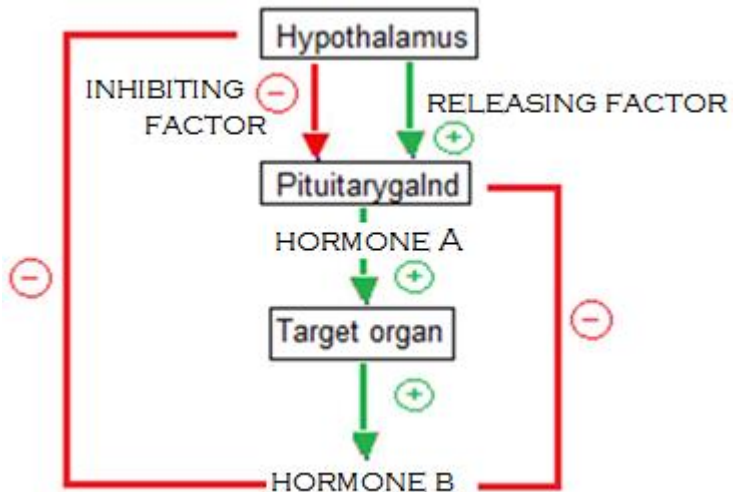 Hypothalamus
INHIBITING
FACTOR
RELEASING FACTOR
Pituitarygalnd
HORMONE A
Target organ
HORMONE B